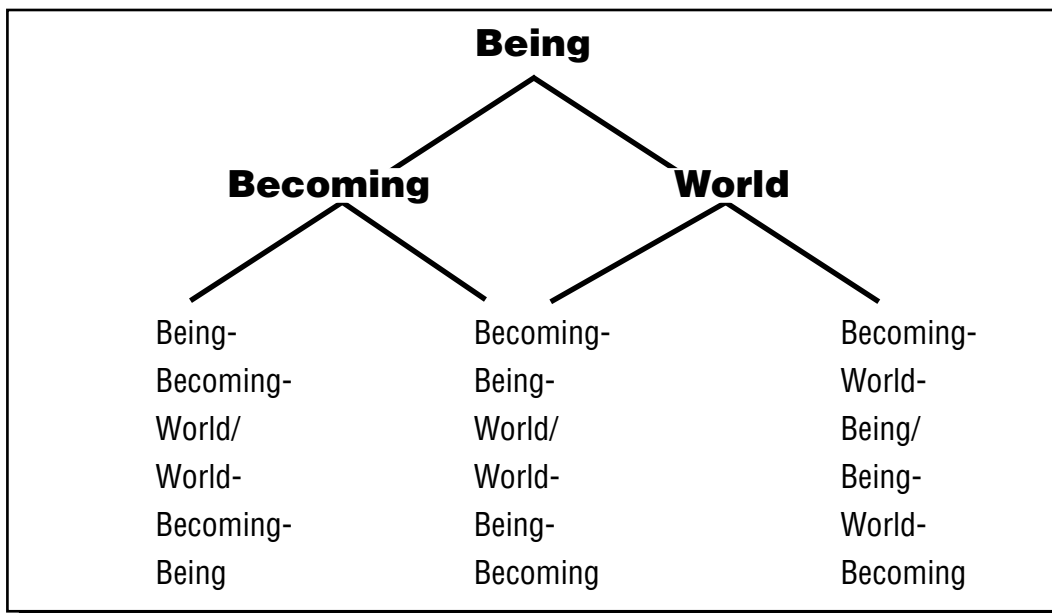 Being
Becoming World
Being-
Becoming-
World/
World-
Becoming-
Being
Becoming-
Being-
World/
World-
Being-
Becoming
Becoming-
World-
Being/
Being-
World-
Becoming